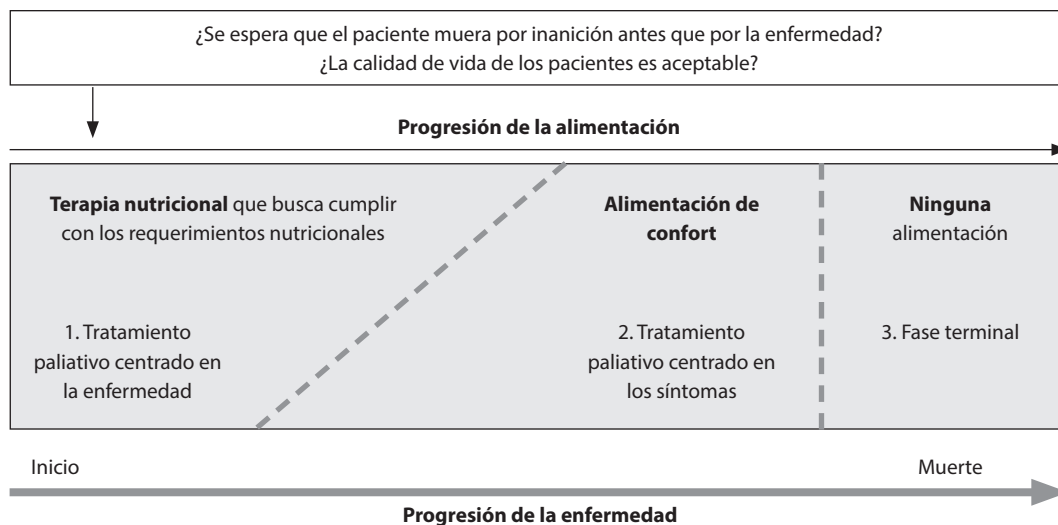 ¿Se espera que el paciente muera por inanición antes que por la enfermedad?
¿La calidad de vida de los pacientes es aceptable?
Progresión de la alimentación
Terapia nutricional que busca cumplir
con los requerimientos nutricionales
Alimentación de
confort
Ninguna
alimentación
1. Tratamiento
paliativo centrado en
la enfermedad
2. Tratamiento
paliativo centrado en
los síntomas
3. Fase terminal
Inicio
Muerte
Progresión de la enfermedad